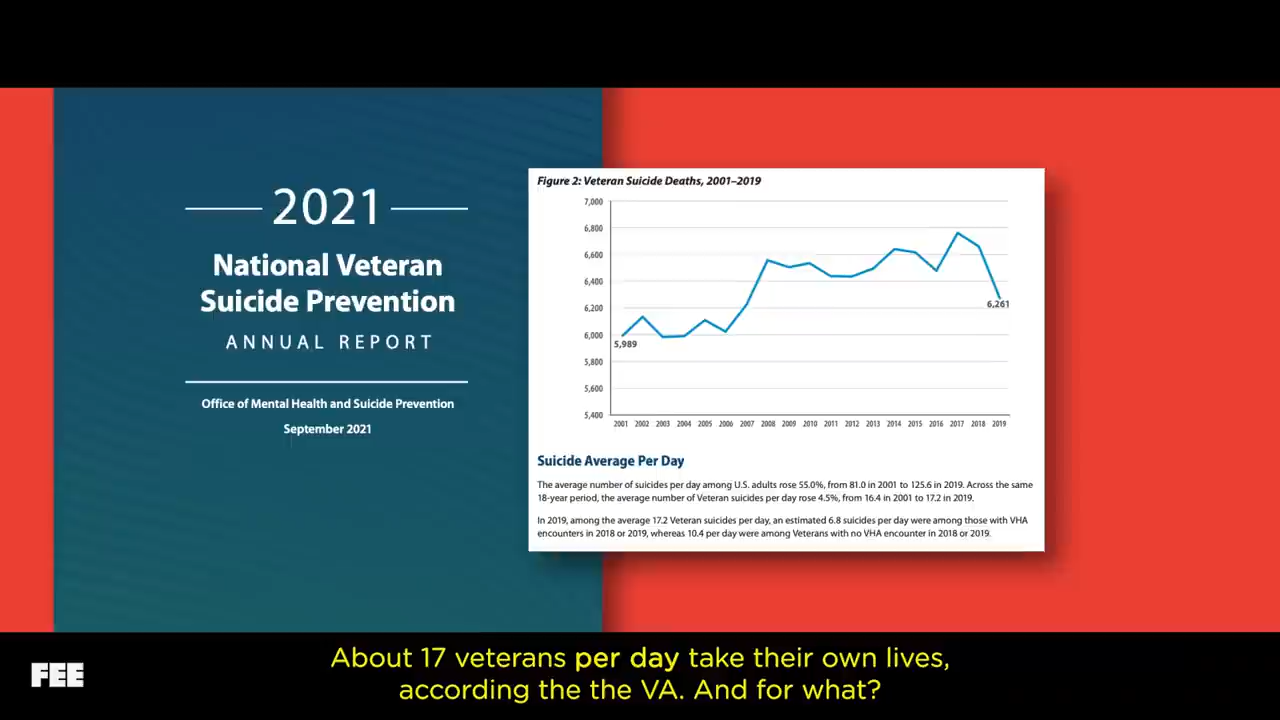 2021
National Veteran
Suicide Prevention
ANNUAL REPORT
Office of Mental Health and Suicide Prevention
September 2021
Figure 2: Veteran Suicide Deaths, 2001–2019
7,000
6,800
6,600
6,400
6,200
6,000
5,800
5,600
5,400
5,989
6,261
2001 2002 2003 2004 2005 2006 2007 2008 2009 2010 2011 2012 2013 2014 2015 2016 2017 2018 2019
Suicide Average Per Day
The average number of suicides per day among U.S. adults rose 55.0%, from 81.0 in 2001 to 125.6 in 2019. Across the same
18-year period, the average number of Veteran suicides per day rose 4.5%, from 16.4 in 2001 to 17.2 in 2019.
In 2019, among the average 17.2 Veteran suicides per day, an estimated 6.8 suicides per day were among those with VHA
encounters in 2018 or 2019, whereas 10.4 per day were among Veterans with no VHA encounter in 2018 or 2019.
FEE
About 17 veterans per day take their own lives,
according the the VA. And for what?